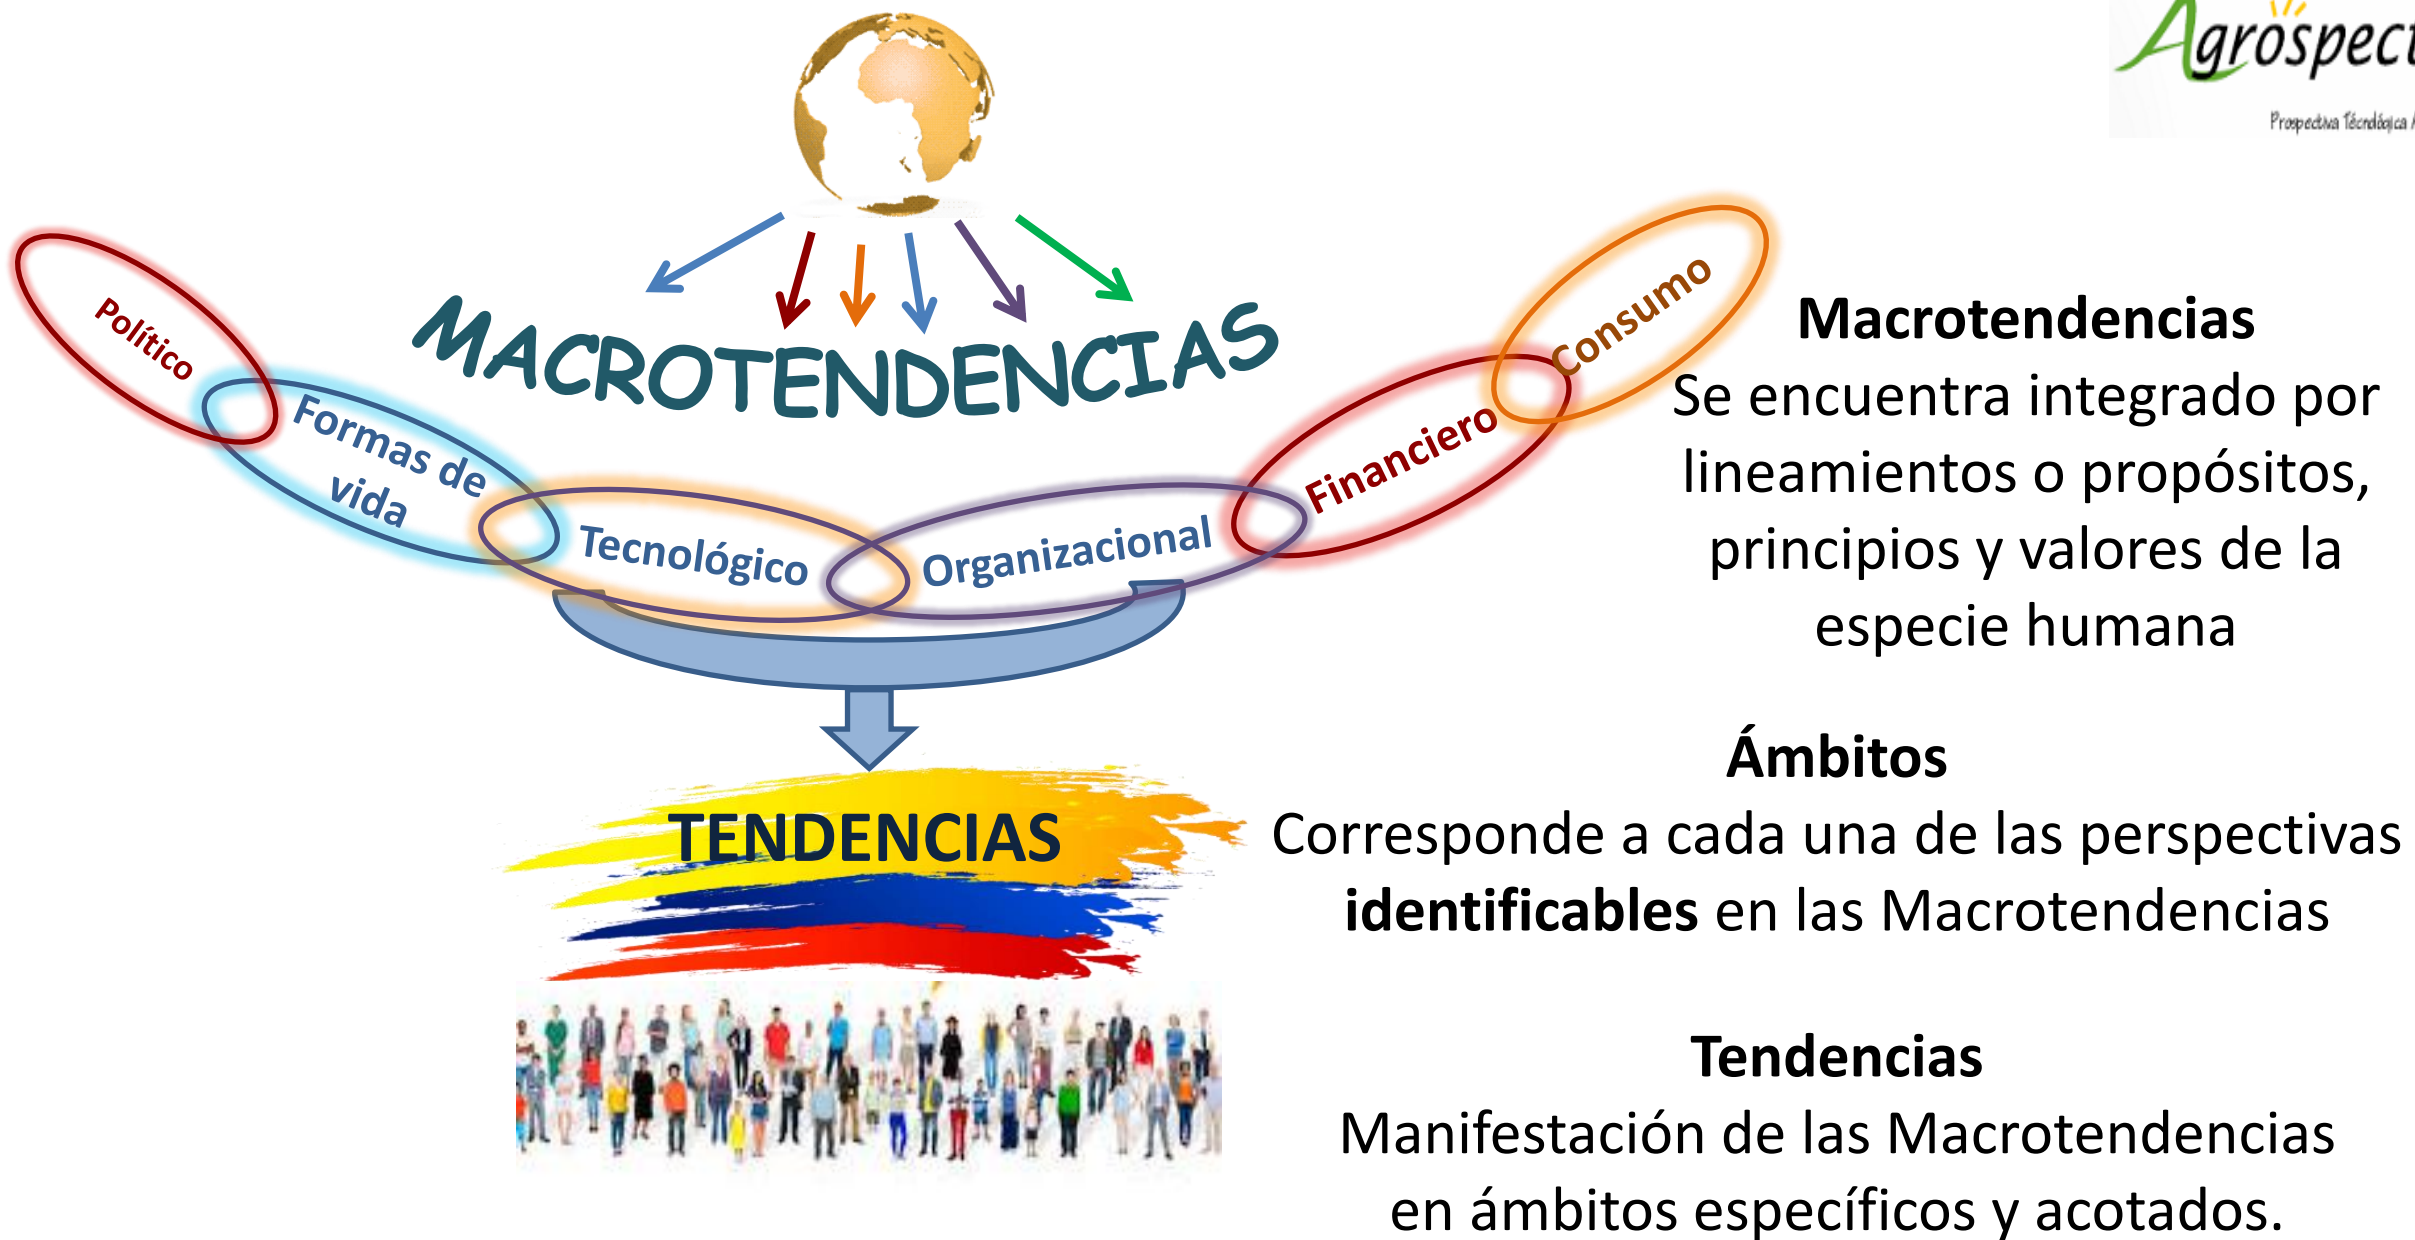 Prospectiva Técnológica
MACROTENDENCIAS
Político
Formas de
vida
Tecnológico
Organizacional
Financiero
Consumo
TENDENCIAS
Macrotendencias
Se encuentra integrado por
lineamientos o propósitos,
principios y valores de la
especie humana
Ámbitos
Corresponde a cada una de las perspectivas
identificables en las Macrotendencias
Tendencias
Manifestación de las Macrotendencias
en ámbitos específicos y acotados.